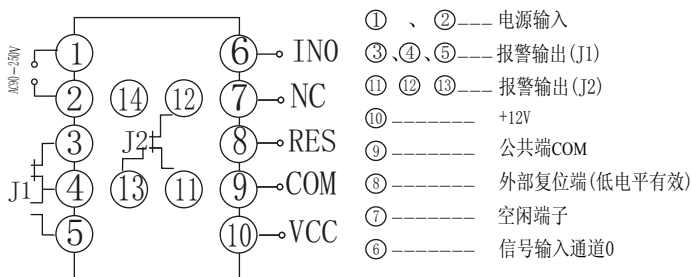 AC90-250V
① ⑥ IN0
② ⑭ ⑫ ⑦ NC
③ J2 ⑧ RES
J1 ④ ⑬ ⑪ ⑨ COM
⑤ ⑩ VCC
① 、 ②--- 电源输入
③、④、⑤--- 报警输出(J1)
⑪ ⑫ ⑬--- 报警输出(J2)
⑩ ------- +12V
⑨ ------- 公共端COM
⑧ ------- 外部复位端(低电平有效)
⑦ ------- 空闲端子
⑥ ------- 信号输入通道0